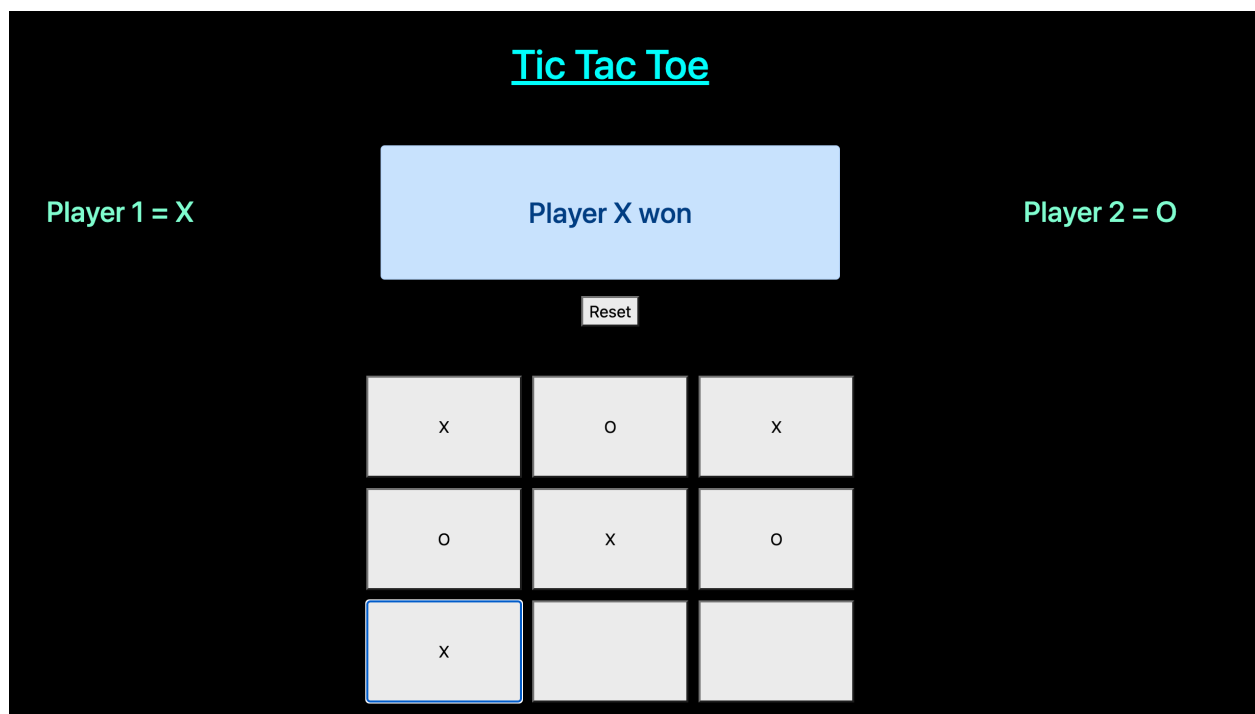 Tic Tac Toe
Player 1 = X
Player X won
Player 2 = O
Reset
X O X
O X O
X